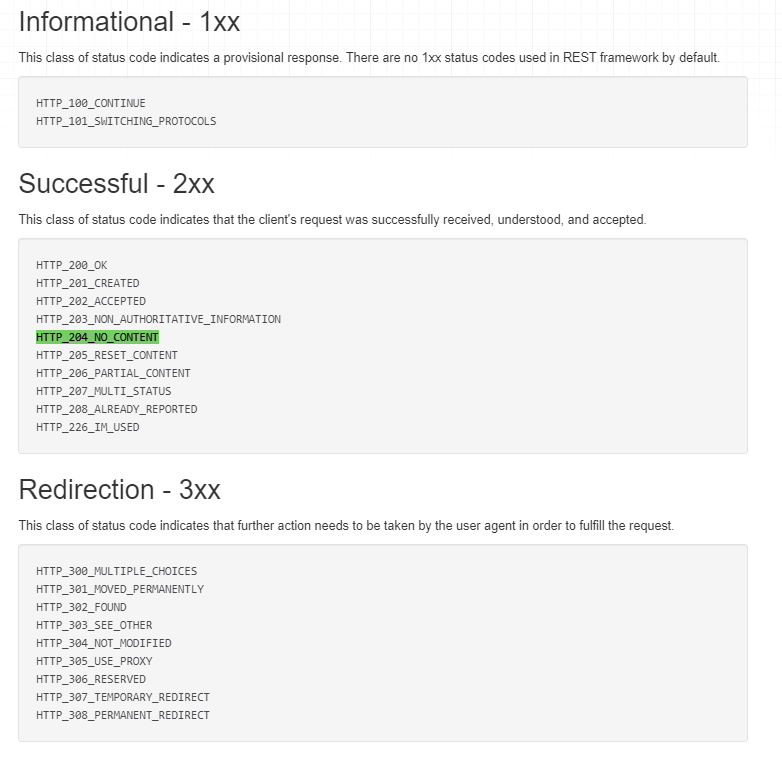 Informational - 1xx
This class of status code indicates a provisional response. There are no 1xx status codes used in REST framework by default.
HTTP_100_CONTINUE
HTTP_101_SWITCHING_PROTOCOLS
Successful - 2xx
This class of status code indicates that the client's request was successfully received, understood, and accepted.
HTTP_200_OK
HTTP_201_CREATED
HTTP_202_ACCEPTED
HTTP_203_NON_AUTHORITATIVE_INFORMATION
HTTP_204_NO_CONTENT
HTTP_205_RESET_CONTENT
HTTP_206_PARTIAL_CONTENT
HTTP_207_MULTI_STATUS
HTTP_208_ALREADY_REPORTED
HTTP_226_IM_USED
Redirection - 3xx
This class of status code indicates that further action needs to be taken by the user agent in order to fulfill the request.
HTTP_300_MULTIPLE_CHOICES
HTTP_301_MOVED_PERMANENTLY
HTTP_302_FOUND
HTTP_303_SEE_OTHER
HTTP_304_NOT_MODIFIED
HTTP_305_USE_PROXY
HTTP_306_RESERVED
HTTP_307_TEMPORARY_REDIRECT
HTTP_308_PERMANENT_REDIRECT